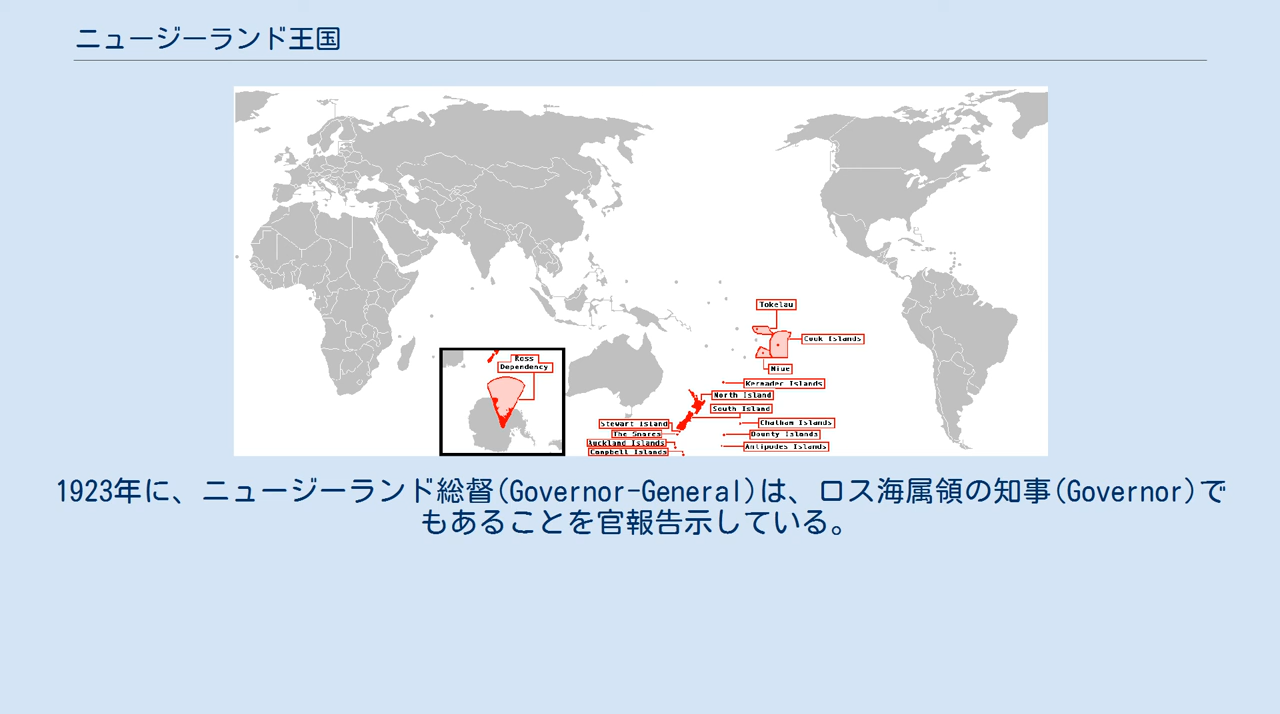 ニュージーランド王国
Tokelau
Cook Islands
Ross
Dependency
Niue
Kermadec Islands
North Island
South Island
Stewart Island
Chatham Islands
The Snares
Bounty Islands
Auckland Islands
Antipodes Islands
Campbell Islands
1923年に、ニュージーランド総督(Governor-General)は、ロス海属領の知事(Governor)で
もあることを官報告示している。